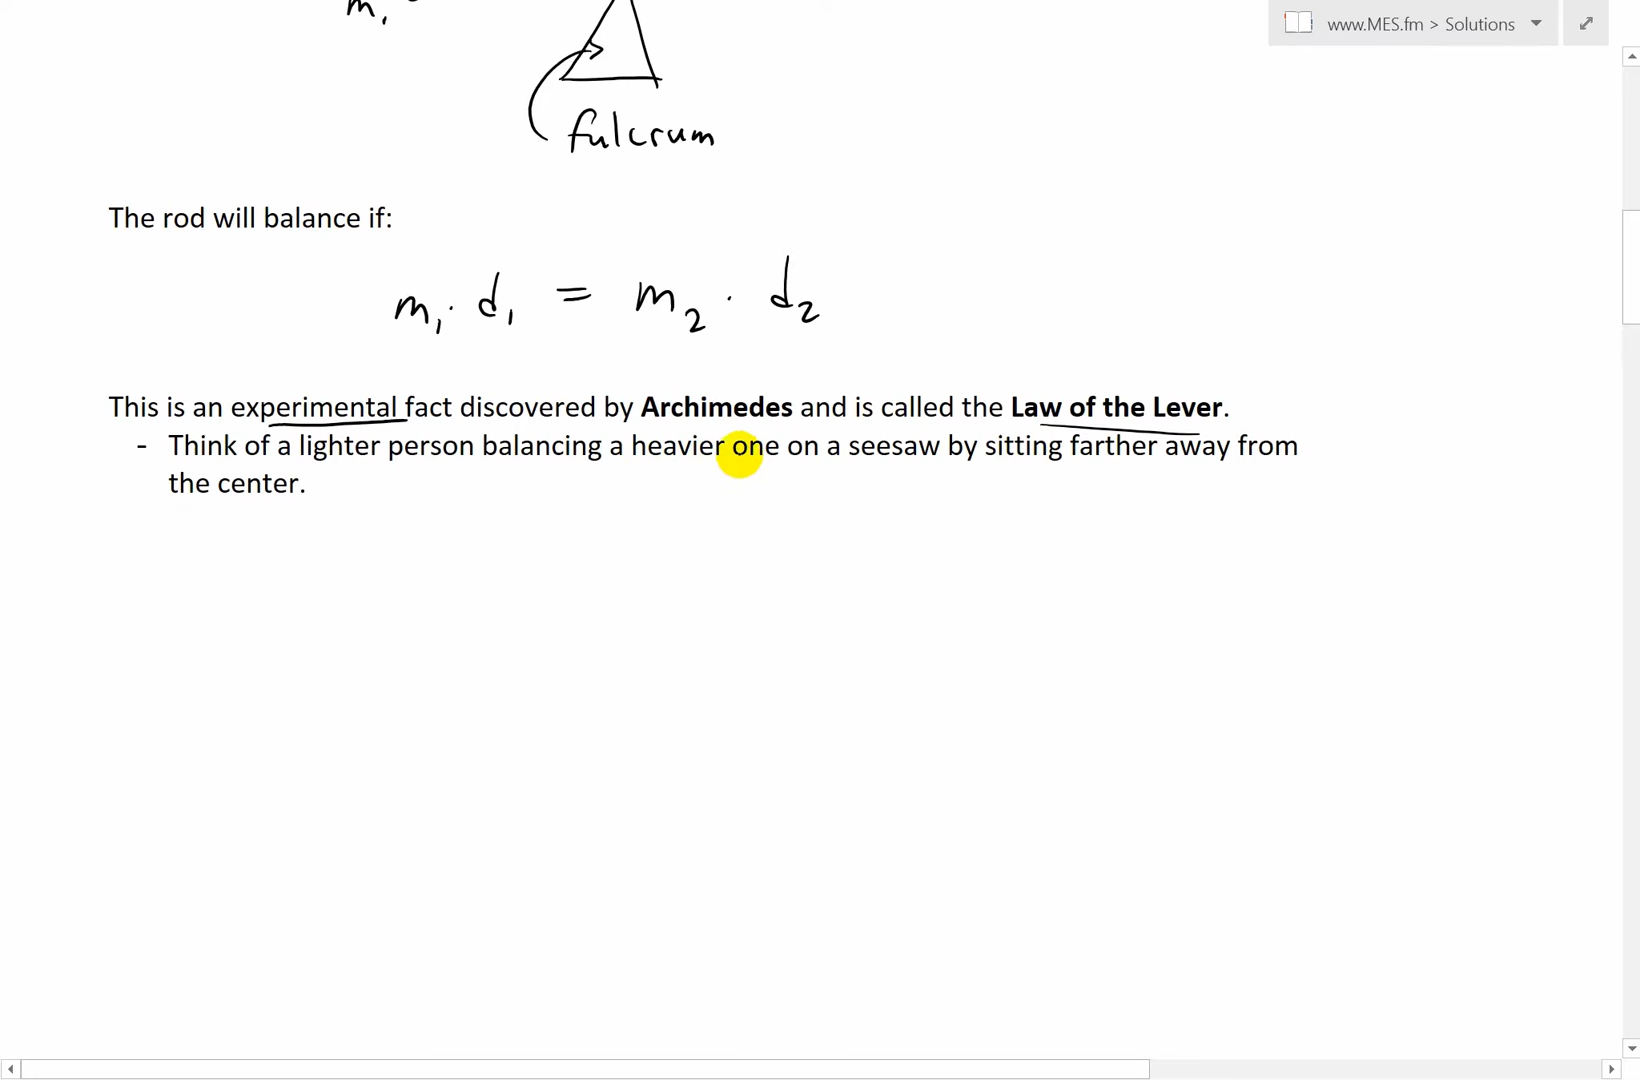 m₁
www.MES.fm > Solutions
fulcrum
The rod will balance if:
m₁ · d₁ = m₂ · d₂
This is an experimental fact discovered by Archimedes and is called the Law of the Lever.
- Think of a lighter person balancing a heavier one on a seesaw by sitting farther away from
the center.